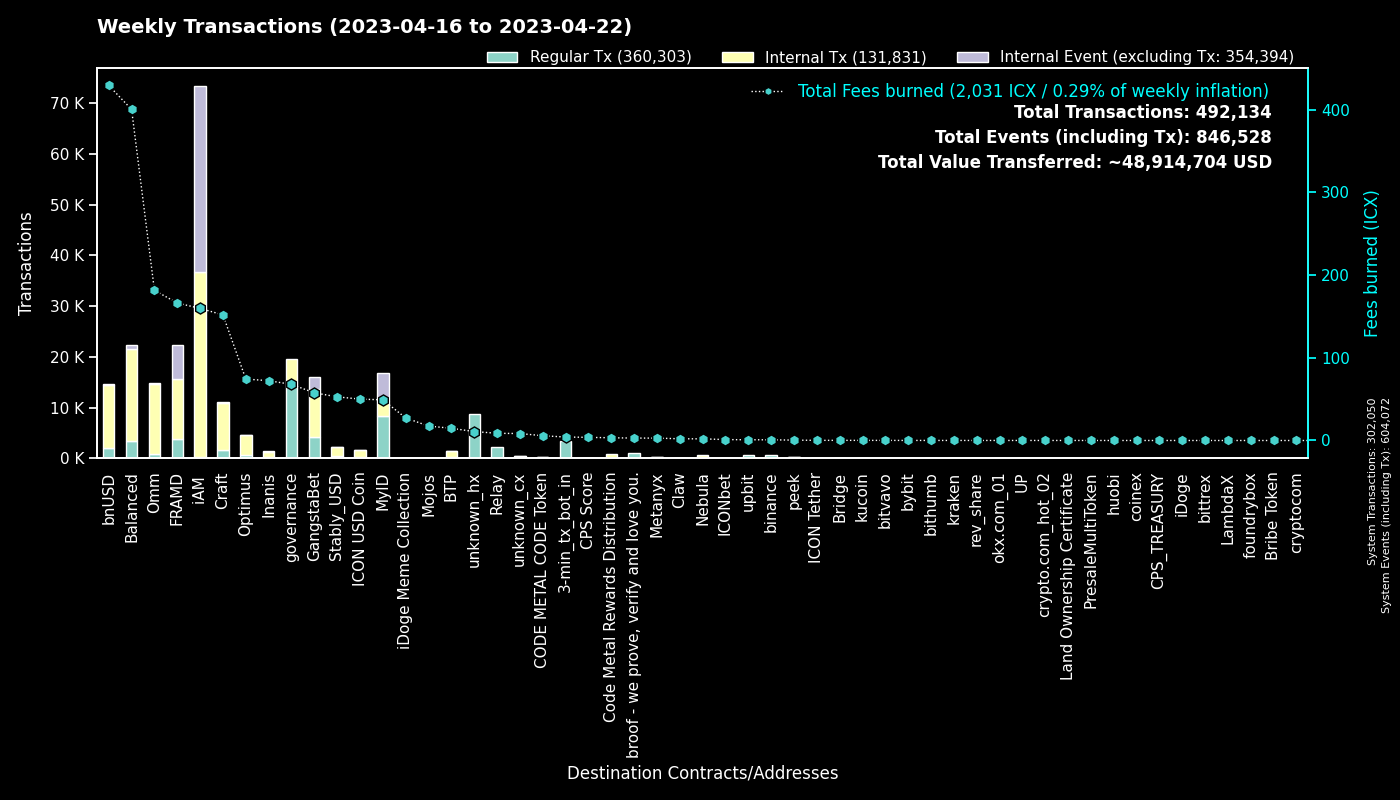 Weekly Transactions (2023-04-16 to 2023-04-22)
Regular Tx (360,303)
Internal Tx (131,831)
Internal Event (excluding Tx: 354,394)
Total Fees burned (2,031 ICX / 0.29% of weekly inflation)
Total Transactions: 492,134
Total Events (including Tx): 846,528
Total Value Transferred: ~48,914,704 USD
Transactions
70 K
60 K
50 K
40 K
30 K
20 K
10 K
0 K
400
300
200
100
0
Fees burned (ICX)
bnUSD
Balanced
Omm
FRAMD
iAM
Craft
Optimus
Inanis
governance
GangstaBet
Stably_USD
ICON USD Coin
MyID
iDoge Meme Collection
Mojos
BTP
unknown_hx
Relay
unknown_cx
CODE METAL CODE Token
3-min_tx_bot_in
CPS Score
Code Metal Rewards Distribution
broof - we prove, verify and love you.
Metanyx
Claw
Nebula
ICONbet
upbit
binance
peek
ICON Tether
Bridge
kucoin
bitvavo
bybit
bithumb
kraken
rev_share
okx.com_01
UP
crypto.com_hot_02
Land Ownership Certificate
PresaleMultiToken
huobi
coinex
CPS_TREASURY
iDoge
bittrex
LambdaX
foundrybox
Bribe Token
cryptocom
Destination Contracts/Addresses
System Transactions: 302,050
System Events (including Tx): 604,072